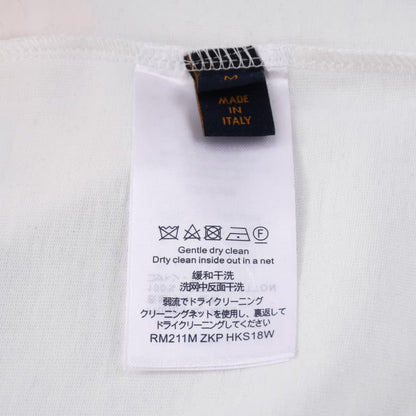 M
MADE
IN
ITALY
Gentle dry clean
Drty clean inside out in a net
缓和干洗
洗网中反面干洗
弱流でドライクリーニング
クリーニングネットを使用し、裏返して
ドライクリーニングしてください
RM211M ZKP HKS18W